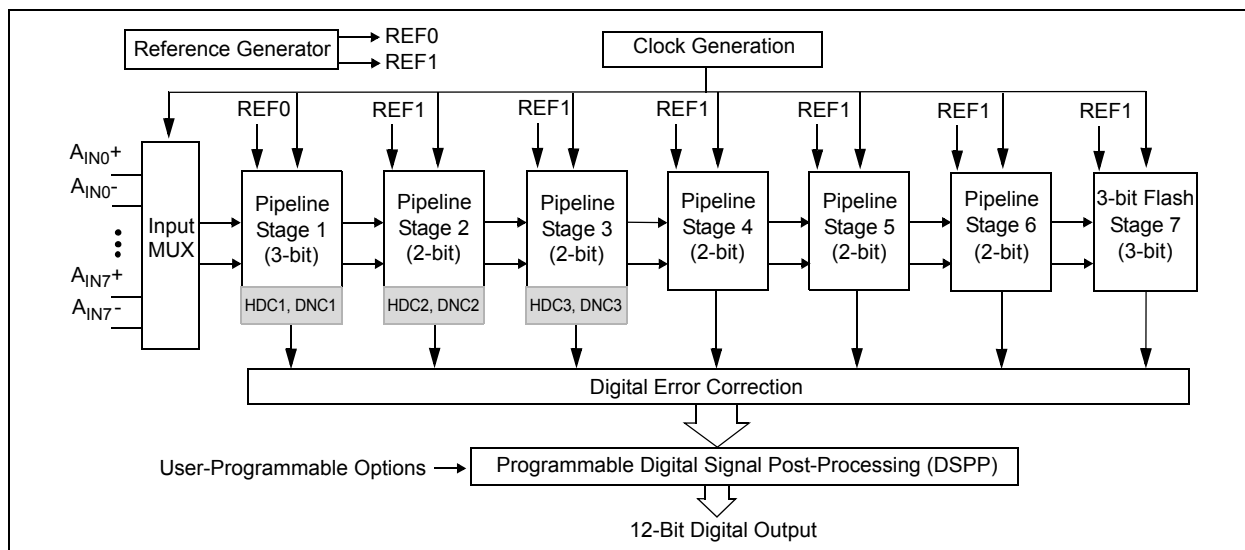 Reference Generator
REF0
REF1
Clock Generation
REF0
REF1
REF1
REF1
REF1
REF1
REF1
AIN0+
AIN0-
AIN7+
AIN7-
Input
MUX
Pipeline
Stage 1
(3-bit)
HDC1, DNC1
Pipeline
Stage 2
(2-bit)
HDC2, DNC2
Pipeline
Stage 3
(2-bit)
HDC3, DNC3
Pipeline
Stage 4
(2-bit)
Pipeline
Stage 5
(2-bit)
Pipeline
Stage 6
(2-bit)
3-bit Flash
Stage 7
(3-bit)
Digital Error Correction
User-Programmable Options
Programmable Digital Signal Post-Processing (DSPP)
12-Bit Digital Output